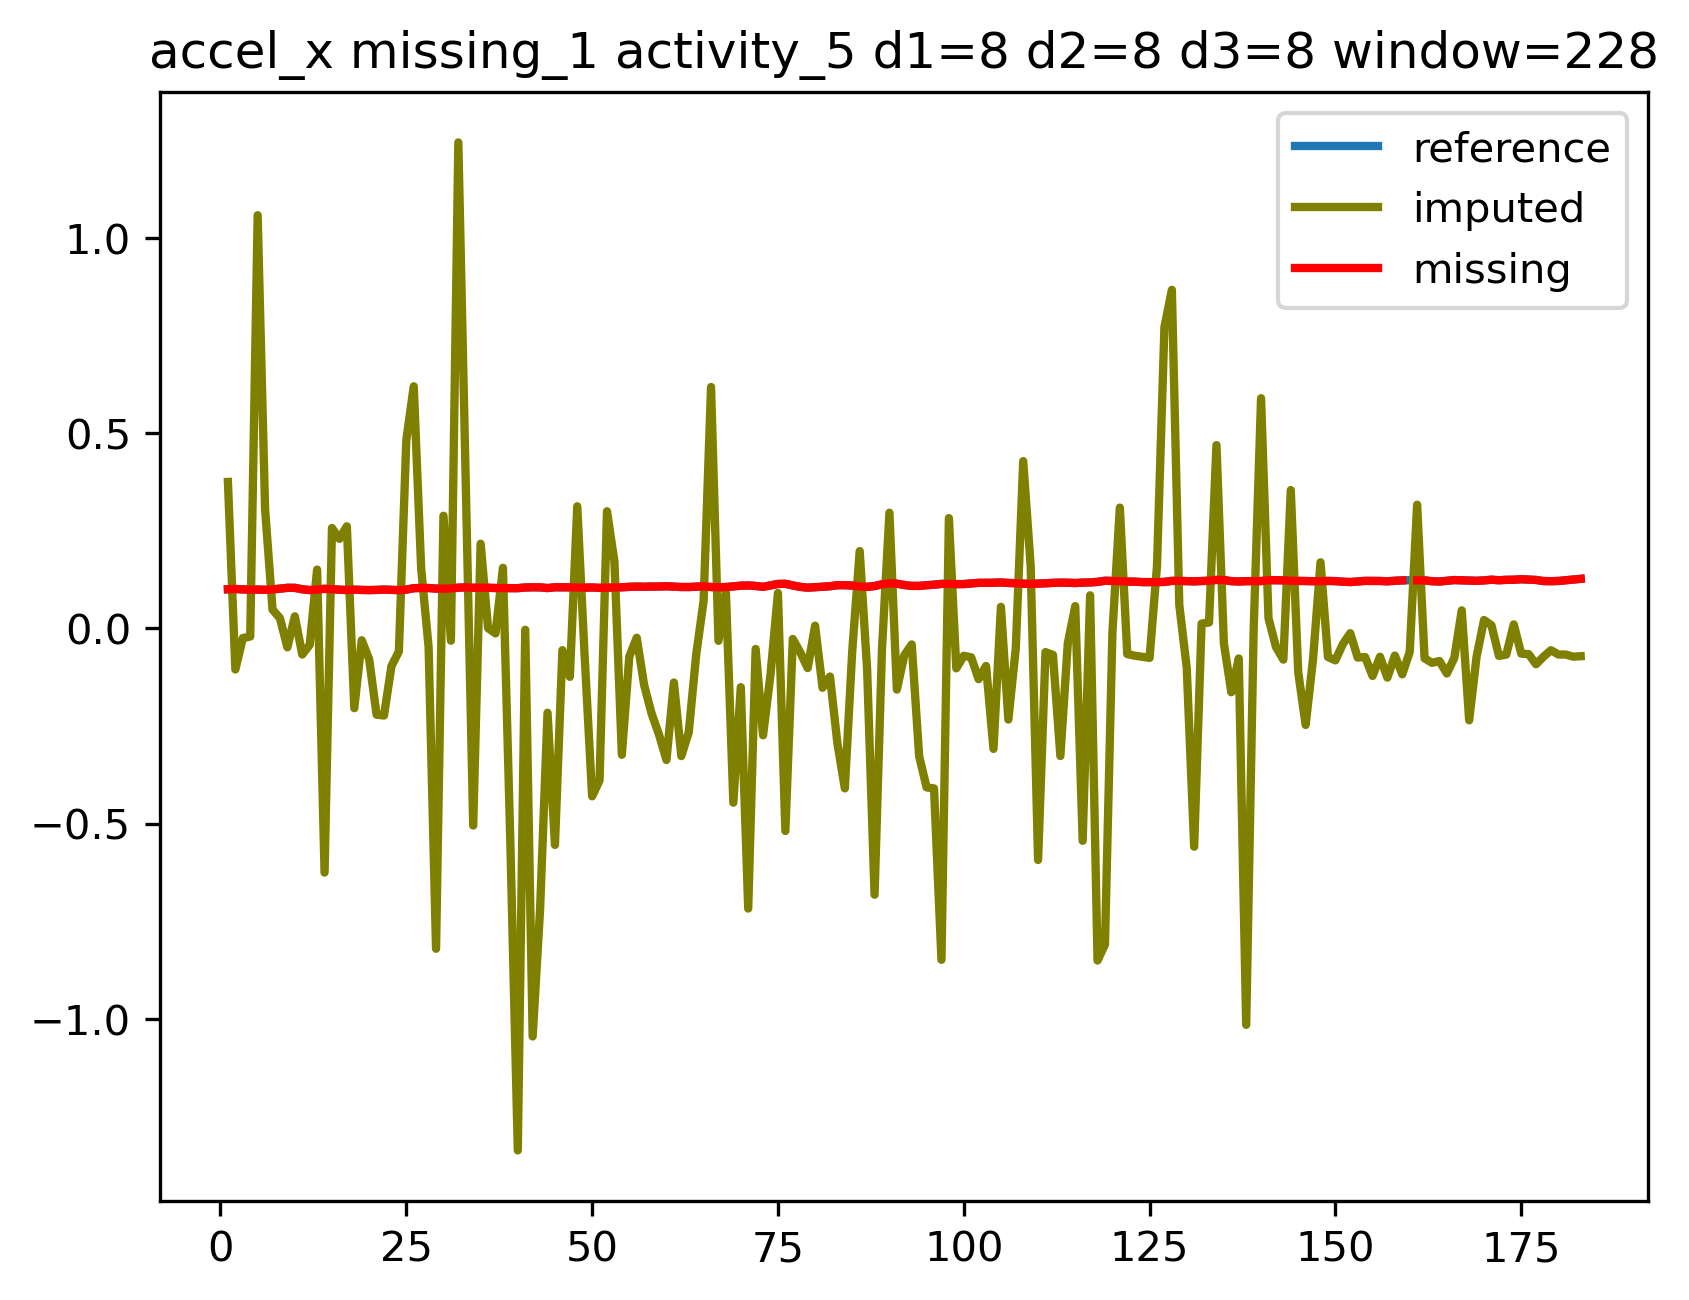 accel_x missing_1 activity_5 d1=8 d2=8 d3=8 window=228
reference
imputed
missing
1.0
0.5
0.0
−0.5
−1.0
0 25 50 75 100 125 150 175